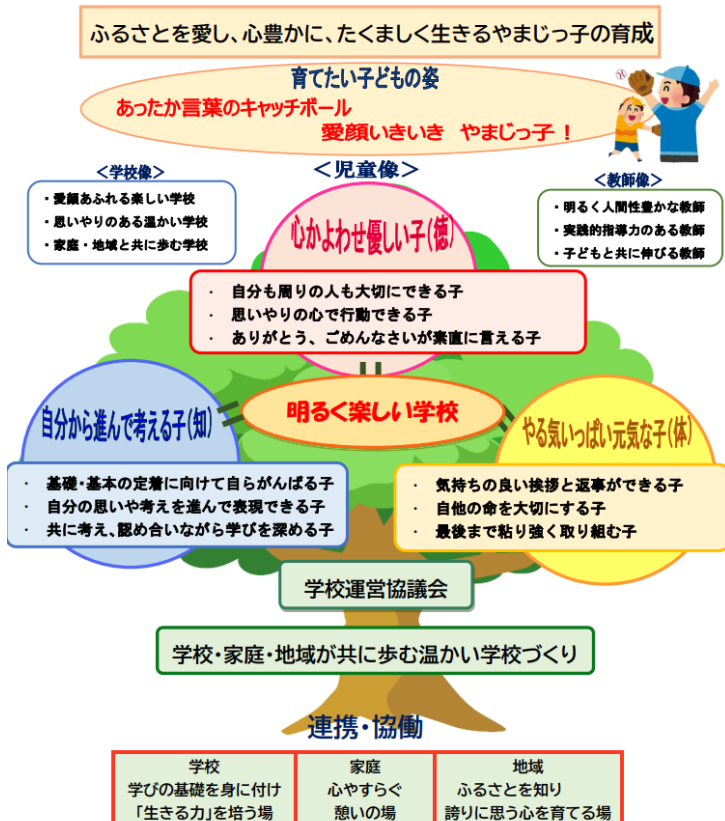 ふるさとを愛し、心豊かに、たくましく生きるやまじっ子の育成
育てたい子どもの姿
あったか言葉のキャッチボール
愛顔いきいき　やまじっ子！
＜学校像＞
・愛顔あふれる楽しい学校
・思いやりのある温かい学校
・家庭・地域と共に歩む学校
＜児童像＞
＜教師像＞
・明るく人間性豊かな教師
・実践的指導力のある教師
・子どもと共に伸びる教師
心かよわせ優しい子(徳)
・　自分も周りの人も大切にできる子
・　思いやりの心で行動できる子
・　ありがとう、ごめんなさいが素直に言える子
明るく楽しい学校
自分から進んで考える子(知)
・　基礎・基本の定着に向けて自らがんばる子
・　自分の思いや考えを進んで表現できる子
・　共に考え、認め合いながら学びを深める子
やる気いっぱい元気な子(体)
・　気持ちの良い挨拶と返事ができる子
・　自他の命を大切にする子
・　最後まで粘り強く取り組む子
学校運営協議会
学校・家庭・地域が共に歩む温かい学校づくり
連携・協働
学校
学びの基礎を身に付け
「生きる力」を培う場
家庭
心やすらぐ
憩いの場
地域
ふるさとを知り
誇りに思う心を育てる場